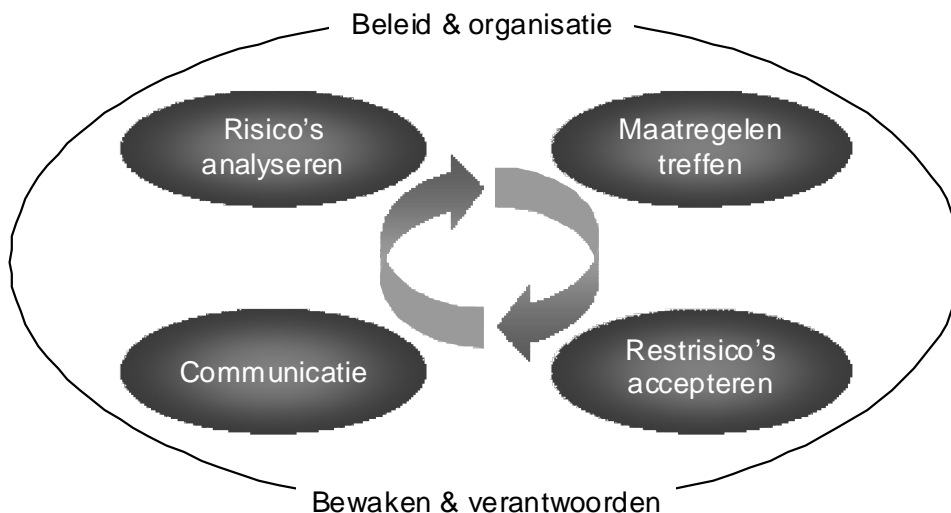 Beleid & organisatie
Risico’s
analyseren
Maatregelen
treffen
Communicatie
Restrisico’s
accepteren
Bewaken & verantwoorden